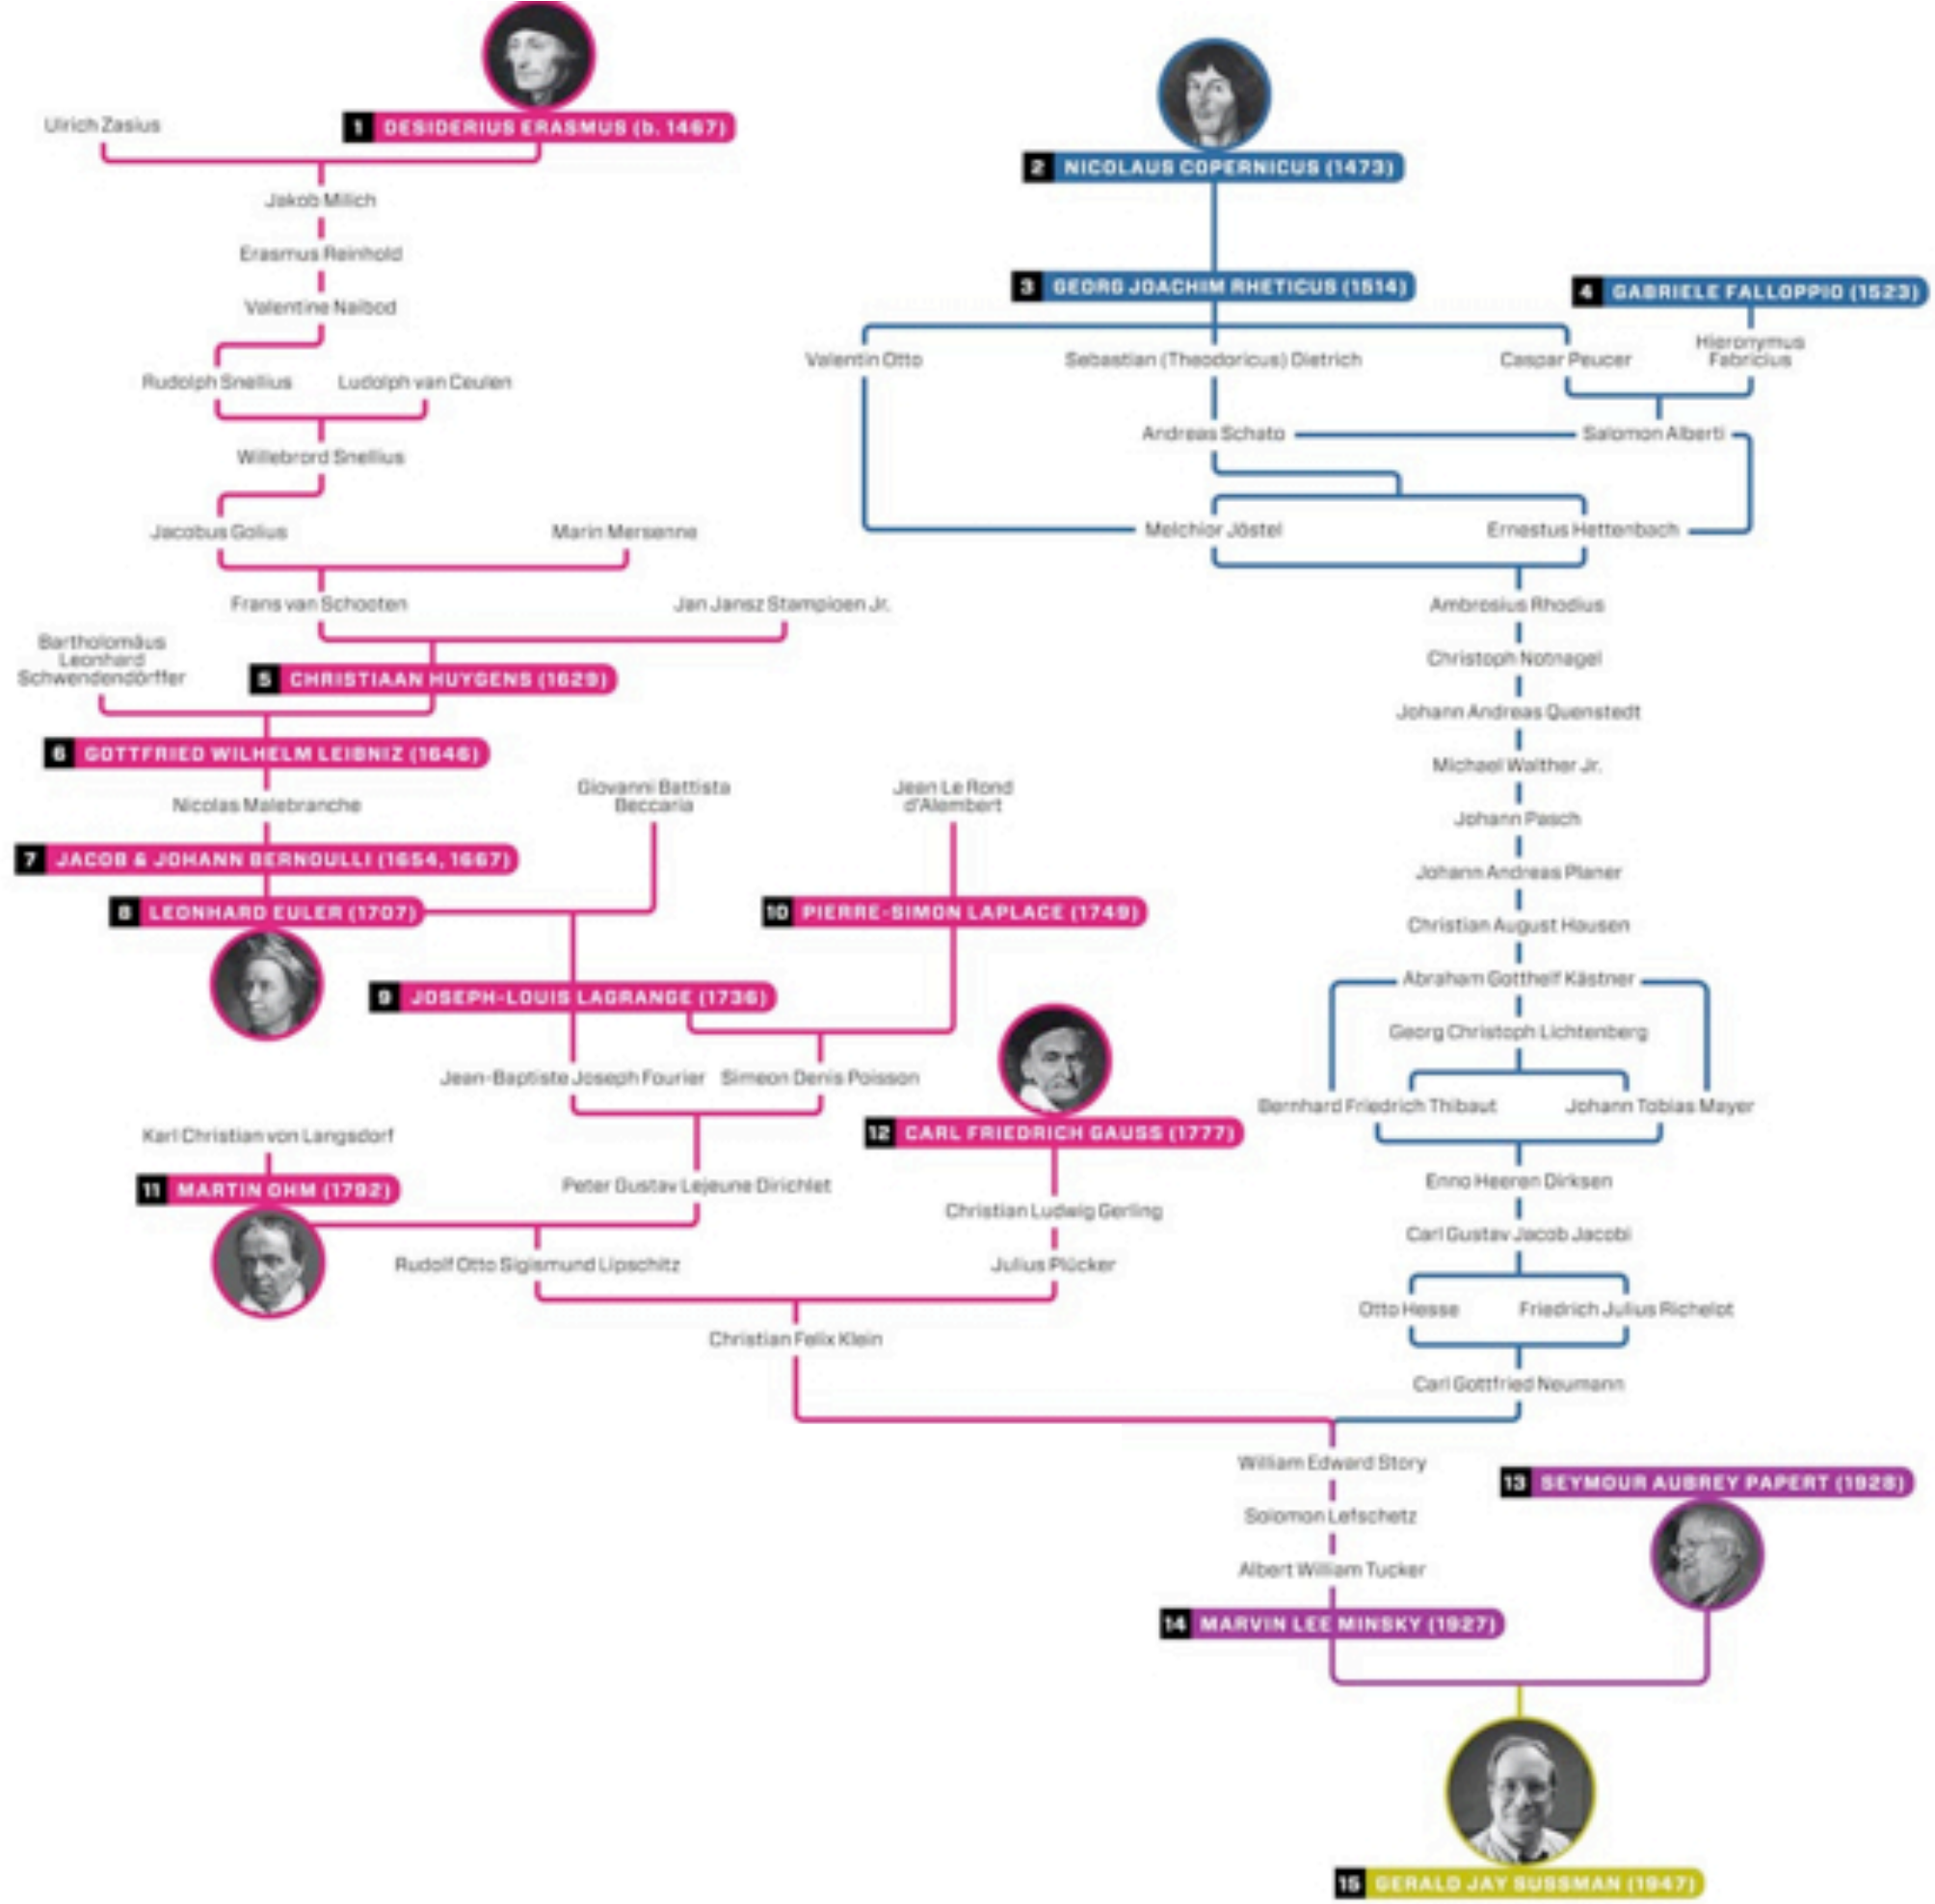 1 DESIDERIUS ERASMUS (b. 1467)
Ulrich Zasius
Jakob Milich
Erasmus Reinhold
Valentine Naibod
Rudolph Snellius
Ludolph van Ceulen
Willebrord Snellius
Jacobus Golius
Marin Mersenne
Frans van Schooten
Jan Jansz Stampioen Jr.
Bartholomäus
Leonhard
Schwendendörffer
5 CHRISTIAAN HUYGENS (1629)
6 GOTTFRIED WILHELM LEIBNIZ (1646)
Nicolas Malebranche
Giovanni Battista
Beccaria
Jean Le Rond
d'Alembert
7 JACOB & JOHANN BERNOULLI (1654, 1667)
8 LEONHARD EULER (1707)
10 PIERRE-SIMON LAPLACE (1749)
9 JOSEPH-LOUIS LAGRANGE (1736)
Jean-Baptiste Joseph Fourier
Simeon Denis Poisson
12 CARL FRIEDRICH GAUSS (1777)
Karl Christian von Langsdorf
11 MARTIN OHM (1792)
Peter Gustav Lejeune Dirichlet
Christian Ludwig Gerling
Rudolf Otto Sigismund Lipschitz
Julius Plücker
Christian Felix Klein
2 NICOLAUS COPERNICUS (1473)
3 GEORG JOACHIM RHETICUS (1514)
4 GABRIELE FALLOPPIO (1523)
Valentin Otto
Sebastian (Theodoricus) Dietrich
Caspar Peucer
Hieronymus
Fabricius
Andreas Schato
Salomon Alberti
Melchior Jöstel
Ernestus Hettenbach
Ambrosius Rhodius
Christoph Notnagel
Johann Andreas Quenstedt
Michael Walther Jr.
Johann Pasch
Johann Andreas Planer
Christian August Hausen
Abraham Gotthelf Kästner
Georg Christoph Lichtenberg
Bernhard Friedrich Thibaut
Johann Tobias Mayer
Enno Heeren Dirksen
Carl Gustav Jacob Jacobi
Otto Hesse
Friedrich Julius Richelot
Carl Gottfried Neumann
William Edward Story
13 SEYMOUR AUBREY PAPERT (1928)
Solomon Lefschetz
Albert William Tucker
14 MARVIN LEE MINSKY (1927)
15 GERALD JAY SUSSMAN (1947)